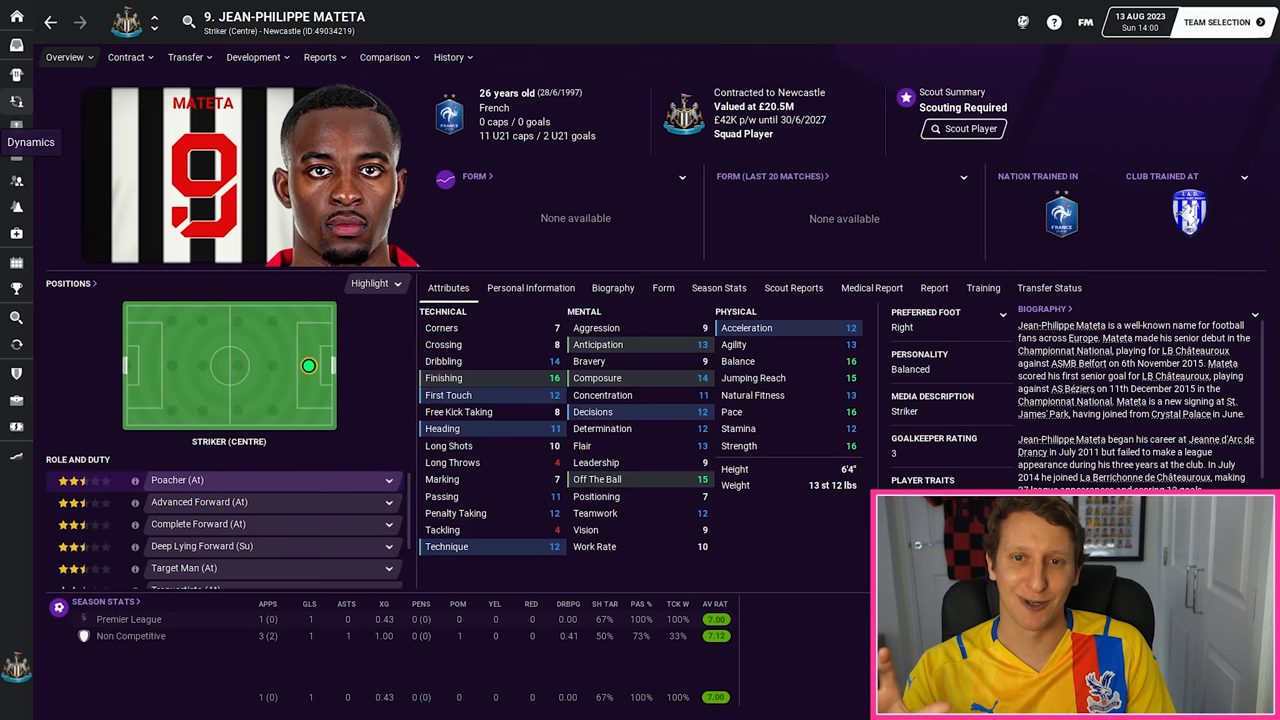 9. JEAN-PHILIPPE MATETA
Striker (Centre) - Newcastle (ID:49034219)
FM
13 AUG 2023
Sun 14:00
TEAM SELECTION
Overview
Contract
Transfer
Development
Reports
Comparison
History
Dynamics
MATETA
9
26 years old (28/6/1997)
French
0 caps / 0 goals
11 U21 caps / 2 U21 goals
Contracted to Newcastle
Valued at £20.5M
£42K p/w until 30/6/2027
Squad Player
Scout Summary
Scouting Required
Scout Player
FORM
None available
FORM (LAST 20 MATCHES)
None available
NATION TRAINED IN
CLUB TRAINED AT
POSITIONS
Highlight
STRIKER (CENTRE)
ROLE AND DUTY
Poacher (At)
Advanced Forward (At)
Complete Forward (At)
Deep Lying Forward (Su)
Target Man (At)
Attributes
Personal Information
Biography
Form
Season Stats
Scout Reports
Medical Report
Report
Training
Transfer Status
TECHNICAL
Corners 7
Crossing 8
Dribbling 14
Finishing 16
First Touch 12
Free Kick Taking 8
Heading 11
Long Shots 10
Long Throws 4
Marking 7
Passing 11
Penalty Taking 12
Tackling 4
Technique 12
MENTAL
Aggression 9
Anticipation 13
Bravery 9
Composure 14
Concentration 11
Decisions 12
Determination 12
Flair 13
Leadership 9
Off The Ball 15
Positioning 7
Teamwork 12
Vision 9
Work Rate 10
PHYSICAL
Acceleration 12
Agility 13
Balance 16
Jumping Reach 15
Natural Fitness 13
Pace 16
Stamina 12
Strength 16
Height 6'4"
Weight 13 st 12 lbs
PREFERRED FOOT
Right
PERSONALITY
Balanced
MEDIA DESCRIPTION
Striker
GOALKEEPER RATING
3
PLAYER TRAITS
BIOGRAPHY
Jean-Philippe Mateta is a well-known name for football
fans across Europe. Mateta made his senior debut in the
Championnat National, playing for LB Châteauroux
against ASMB Belfort on 6th November 2015. Mateta
scored his first senior goal for LB Châteauroux, playing
against AS Béziers on 11th December 2015 in the
Championnat National. Mateta is a new signing at St.
James' Park, having joined from Crystal Palace in June.
Jean-Philippe Mateta began his career at Jeanne d'Arc de
Drancy in July 2011 but failed to make a league
appearance during his three years at the club. In July
2014 he joined La Berrichonne de Châteauroux, making
SEASON STATS
APPS GLS ASTS XG PENS POM YEL RED DRBPG SH TAR PAS % TCK W AV RAT
Premier League 1 (0) 1 0 0.43 0 (0) 0 0 0 0.00 67% 100% 100% 7.00
Non Competitive 3 (2) 1 1 1.00 0 (0) 1 0 0 0.41 50% 73% 33% 7.12
1 (0) 1 0 0.43 0 (0) 0 0 0 0.00 67% 100% 100% 7.00